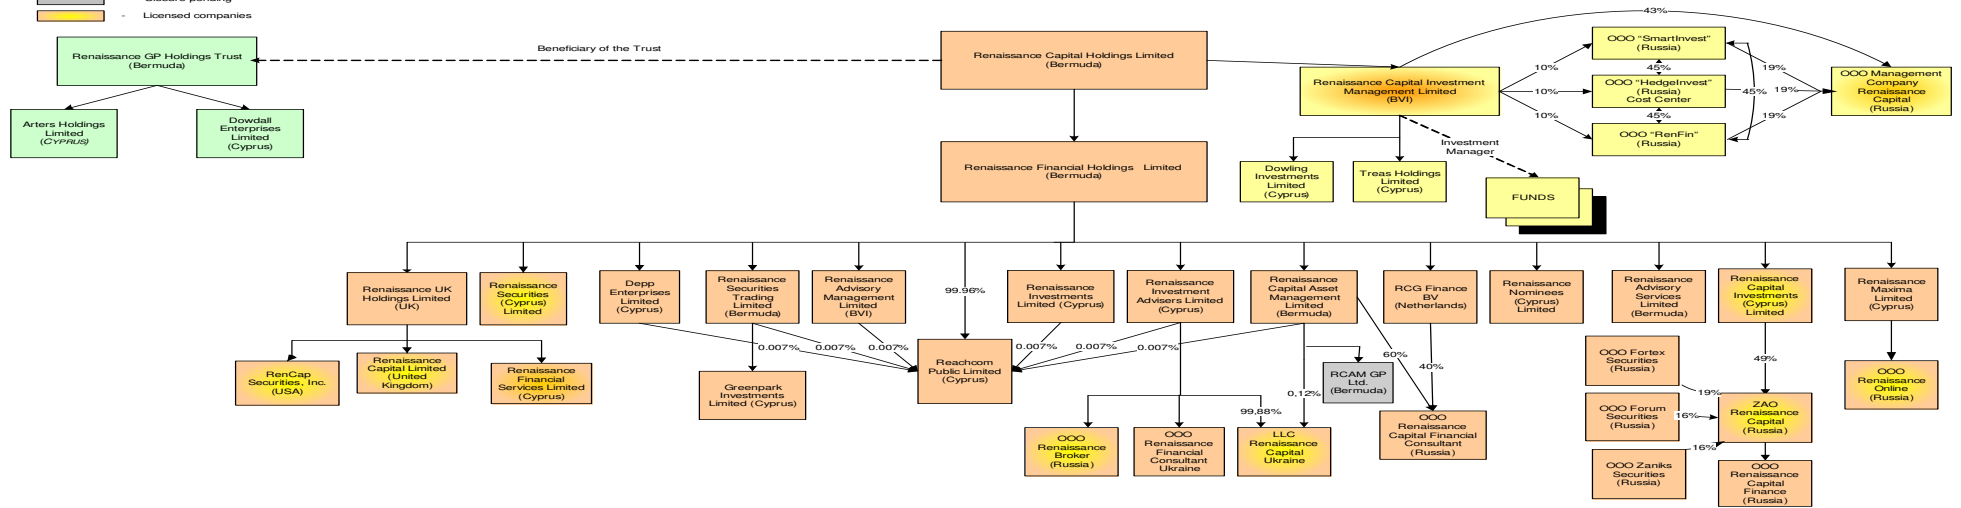 - Closure pending
- Licensed companies
Renaissance GP Holdings Trust
(Bermuda)
Beneficiary of the Trust
Renaissance Capital Holdings Limited
(Bermuda)
Arters Holdings
Limited
(CYPRUS)
Dowdall
Enterprises
Limited
(Cyprus)
Renaissance Financial Holdings Limited
(Bermuda)
Renaissance Capital Investment
Management Limited
(BVI)
43%
10%
10%
10%
OOO "SmartInvest"
(Russia)
45%
OOO "HedgeInvest"
(Russia)
Cost Center
45%
OOO "RenFin"
(Russia)
45%
19%
19%
19%
OOO Management
Company
Renaissance
Capital
(Russia)
Investment
Manager
Dowling
Investments
Limited
(Cyprus)
Treas Holdings
Limited
(Cyprus)
FUNDS
Renaissance UK
Holdings Limited
(UK)
Renaissance
Securities
(Cyprus)
Limited
Depp
Enterprises
Limited
(Cyprus)
Renaissance
Securities
Trading
Limited
(Bermuda)
Renaissance
Advisory
Management
Limited
(BVI)
99.96%
Renaissance
Investments
Limited (Cyprus)
Renaissance
Investment
Advisers Limited
(Cyprus)
Renaissance
Capital Asset
Management
Limited
(Bermuda)
RCG Finance
BV
(Netherlands)
Renaissance
Nominees
(Cyprus)
Limited
Renaissance
Advisory
Services
Limited
(Bermuda)
Renaissance
Capital
Investments
(Cyprus)
Limited
Renaissance
Maxima
Limited
(Cyprus)
0.007%
0.007%
0.007%
0.007%
0.007%
0.007%
RenCap
Securities, Inc.
(USA)
Renaissance
Capital Limited
(United
Kingdom)
Renaissance
Financial
Services Limited
(Cyprus)
Greenpark
Investments
Limited (Cyprus)
Reachcom
Public Limited
(Cyprus)
RCAM GP
Ltd.
(Bermuda)
60%
40%
0,12%
99,88%
OOO
Renaissance
Broker
(Russia)
OOO
Renaissance
Financial
Consultant
Ukraine
LLC
Renaissance
Capital
Ukraine
OOO
Renaissance
Capital Financial
Consultant
(Russia)
OOO Fortex
Securities
(Russia)
OOO Forum
Securities
(Russia)
OOO Zaniks
Securities
(Russia)
49%
19%
16%
16%
ZAO
Renaissance
Capital
(Russia)
OOO
Renaissance
Capital
Finance
(Russia)
OOO
Renaissance
Online
(Russia)